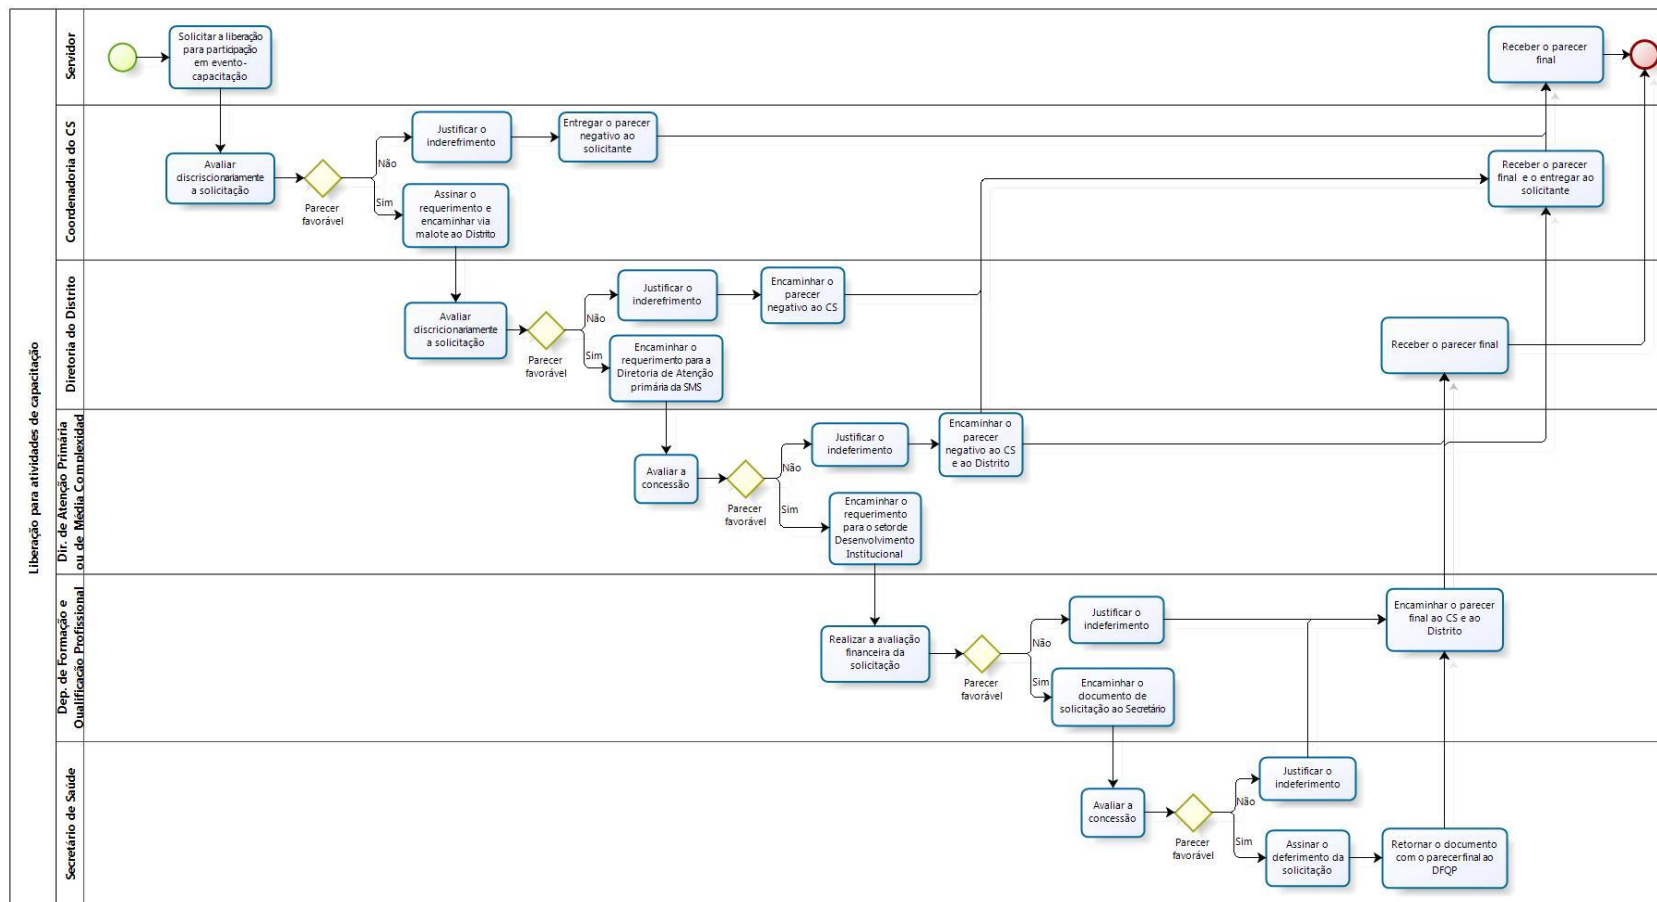 Liberação para atividades de capacitação
Servidor
Solicitar a liberação
para participação
em evento-
capacitação
Receber o parecer
final
Coordenadoria do CS
Avaliar
discriscionariamente
a solicitação
Parecer
favorável
Não
Sim
Justificar o
inderefrimento
Entregar o parecer
negativo ao
solicitante
Assinar o
requerimento e
encaminhar via
malote ao Distrito
Receber o parecer
final e o entregar ao
solicitante
Diretoria do Distrito
Avaliar
discricionariamente
a solicitação
Parecer
favorável
Não
Sim
Justificar o
inderefrimento
Encaminhar o
parecer
negativo ao CS
Encaminhar o
requerimento para a
Diretoria de Atenção
primária da SMS
Receber o parecer final
Dir. de Atenção Primária
ou de Média Complexidad
Avaliar a
concessão
Parecer
favorável
Não
Sim
Justificar o
indeferimento
Encaminhar o
parecer
negativo ao CS
e ao Distrito
Encaminhar o
requerimento
para o setor de
Desenvolvimento
Institucional
Dep. de Formação e
Qualificação Profissional
Realizar a avaliação
financeira da
solicitação
Parecer
favorável
Não
Sim
Justificar o
indeferimento
Encaminhar o
documento de
solicitação ao Secretário
Encaminhar o parecer
final ao CS e ao
Distrito
Secretário de Saúde
Avaliar a
concessão
Parecer
favorável
Não
Sim
Justificar o
indeferimento
Assinar o
deferimento da
solicitação
Retornar o documento
com o parecer final ao
DFQP